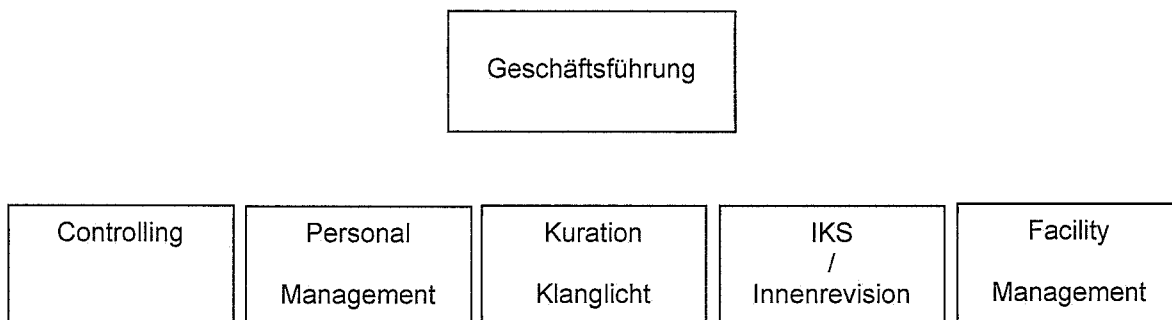 Geschäftsführung
Controlling
Personal
Management
Kuration
Klanglicht
IKS
/
Innenrevision
Facility
Management